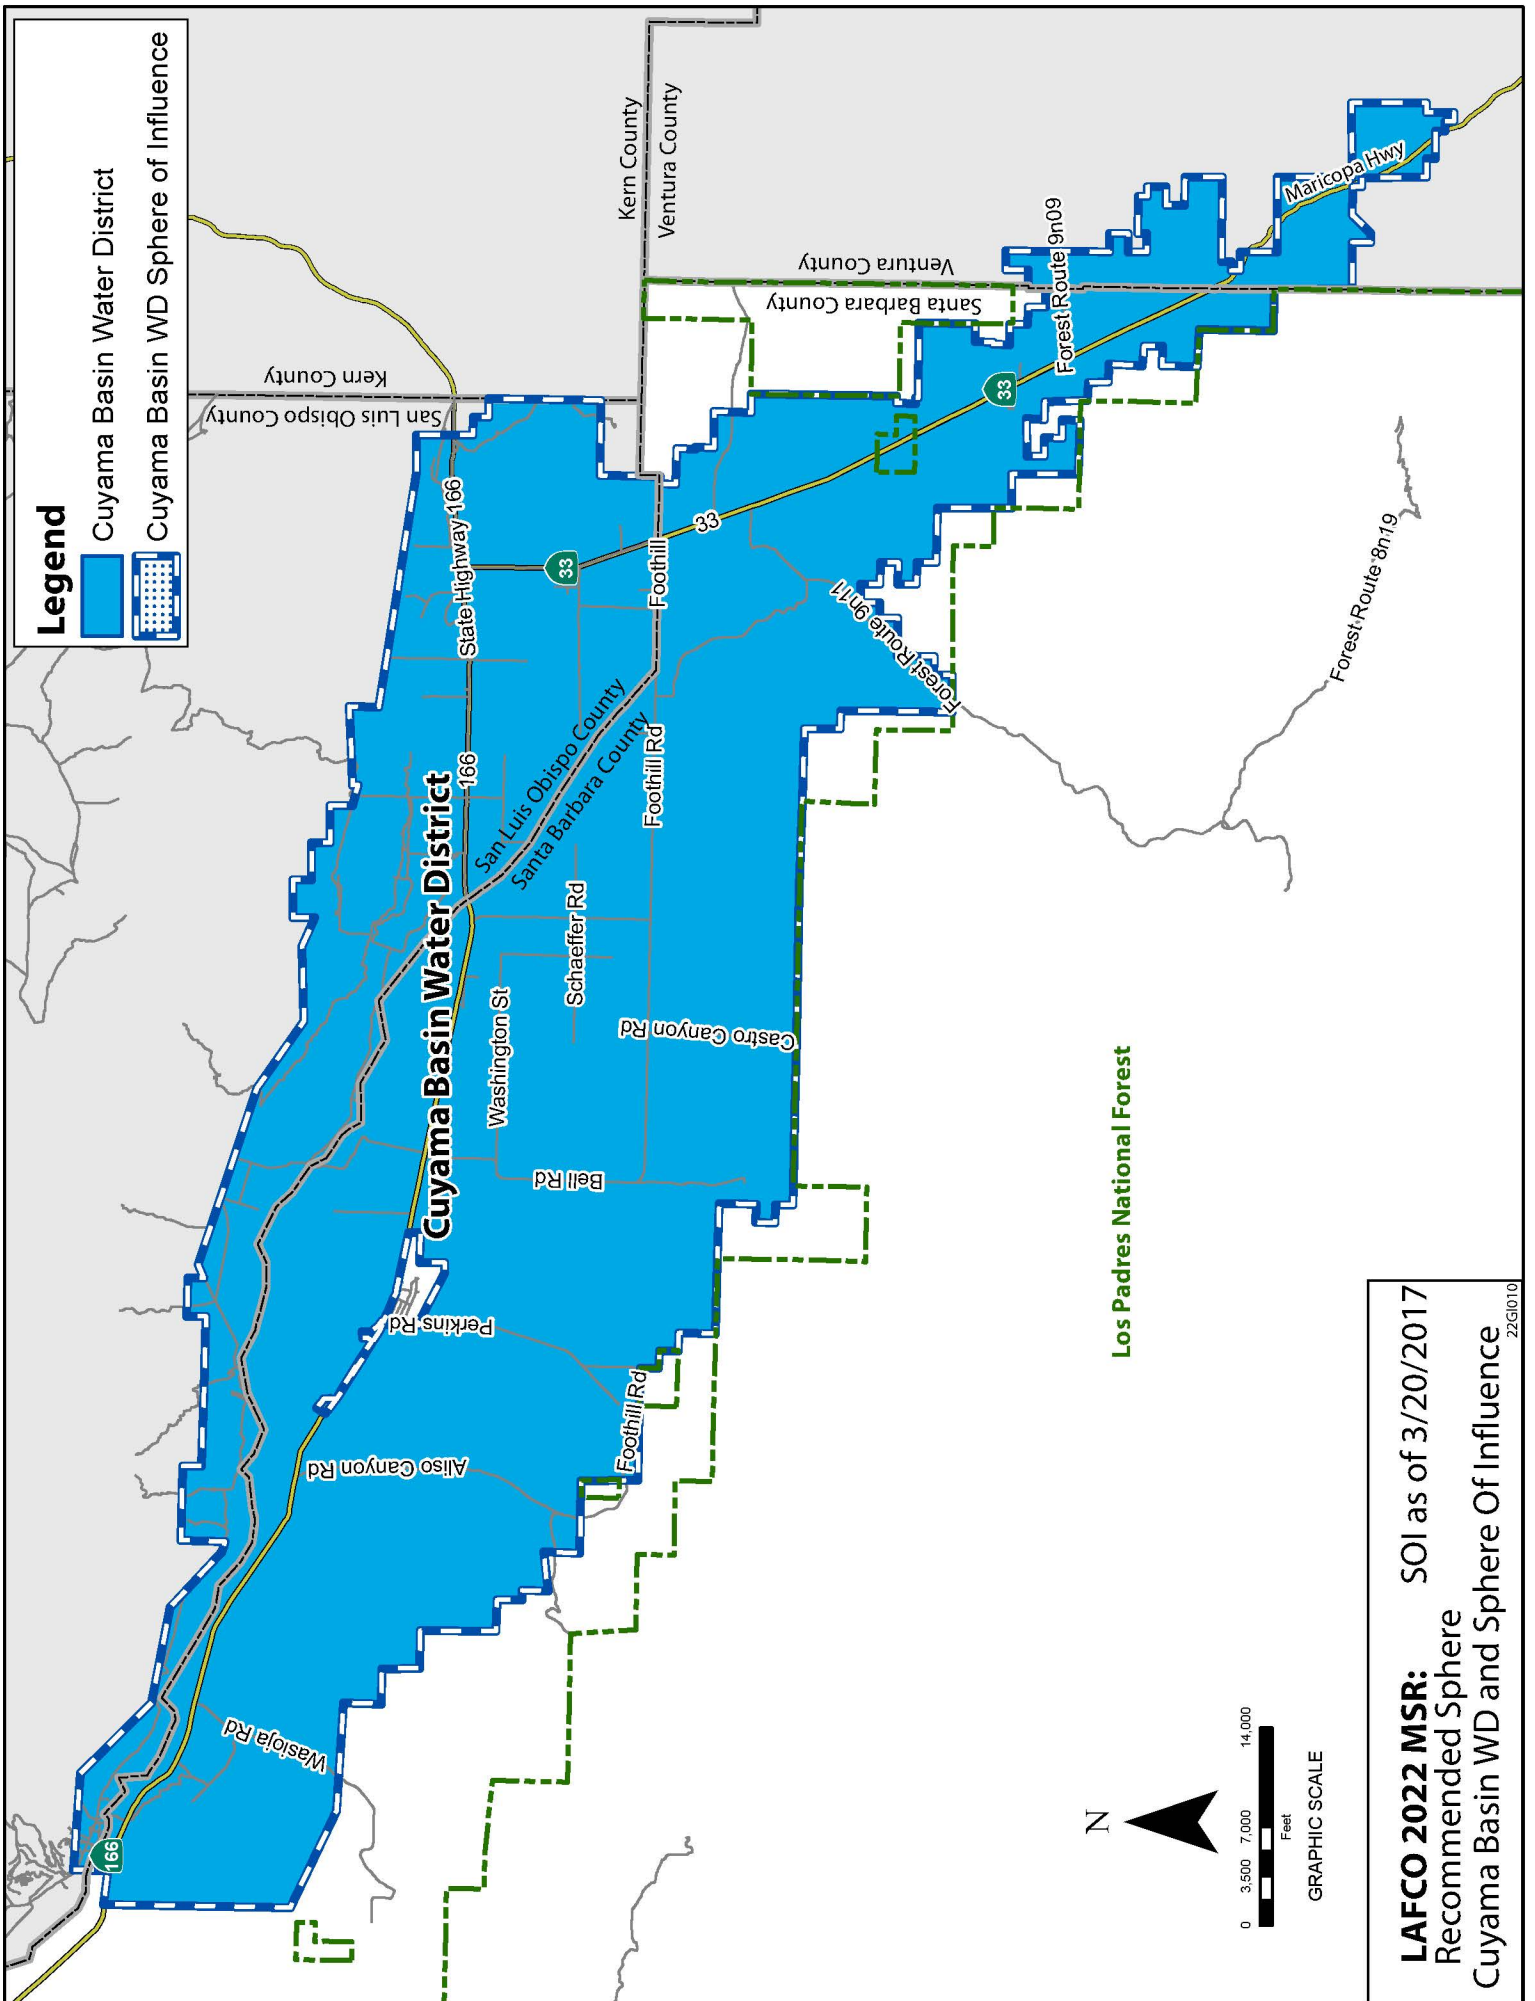 Legend
Cuyama Basin Water District
Cuyama Basin WD Sphere of Influence
Kern County
Ventura County
San Luis Obispo County
Kern County
Santa Barbara County
Ventura County
State Highway 166
166
33
33
33
Foothill
Foothill Rd
San Luis Obispo County
Santa Barbara County
Cuyama Basin Water District
Schaeffer Rd
Washington St
Castro Canyon Rd
Bell Rd
Perkins Rd
Foothill Rd
Aliso Canyon Rd
Wasioja Rd
166
Forest Route 9n11
Forest Route 9n09
Maricopa Hwy
Forest Route 8n19
Los Padres National Forest
N
0 3,500 7,000 14,000
Feet
GRAPHIC SCALE
LAFCO 2022 MSR: SOI as of 3/20/2017
Recommended Sphere
Cuyama Basin WD and Sphere Of Influence
22GI010